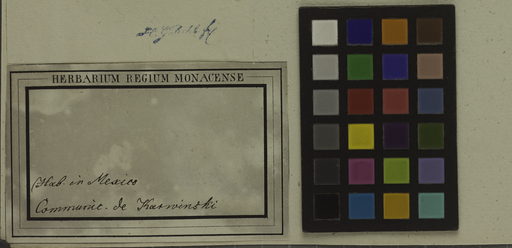 HERBARIUM REGIUM MONACENSE
Hab. in Mexico
Communic. de Karwinski